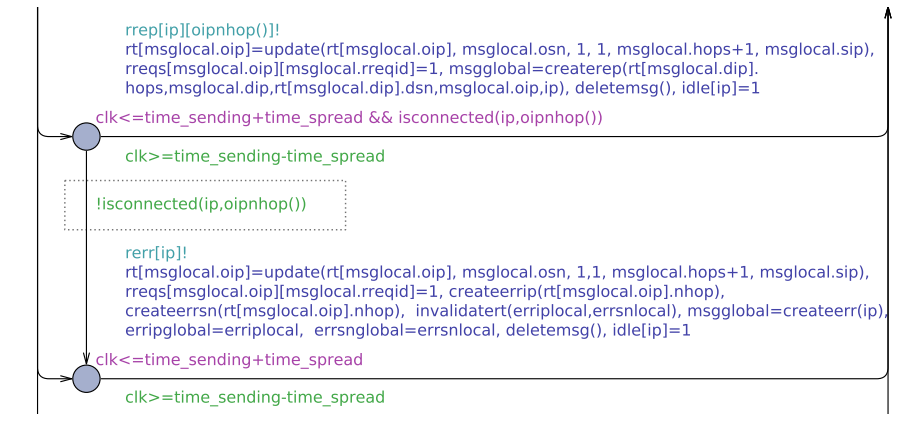 rrep[ip][oipnhop()]!
rt[msglocal.oip]=update(rt[msglocal.oip], msglocal.osn, 1, 1, msglocal.hops+1, msglocal.sip),
rreqs[msglocal.oip][msglocal.rreqid]=1, msgglobal=createrep(rt[msglocal.dip].
hops,msglocal.dip,rt[msglocal.dip].dsn,msglocal.oip,ip), deletemsg(), idle[ip]=1
clk<=time_sending+time_spread && isconnected(ip,oipnhop())
clk>=time_sending-time_spread
!isconnected(ip,oipnhop())
rerr[ip]!
rt[msglocal.oip]=update(rt[msglocal.oip], msglocal.osn, 1,1, msglocal.hops+1, msglocal.sip),
rreqs[msglocal.oip][msglocal.rreqid]=1, createerrip(rt[msglocal.oip].nhop),
createerrsn(rt[msglocal.oip].nhop),  invalidatert(erriplocal,errsnlocal), msgglobal=createerr(ip),
erripglobal=erriplocal,  errsnglobal=errsnlocal, deletemsg(), idle[ip]=1
clk<=time_sending+time_spread
clk>=time_sending-time_spread